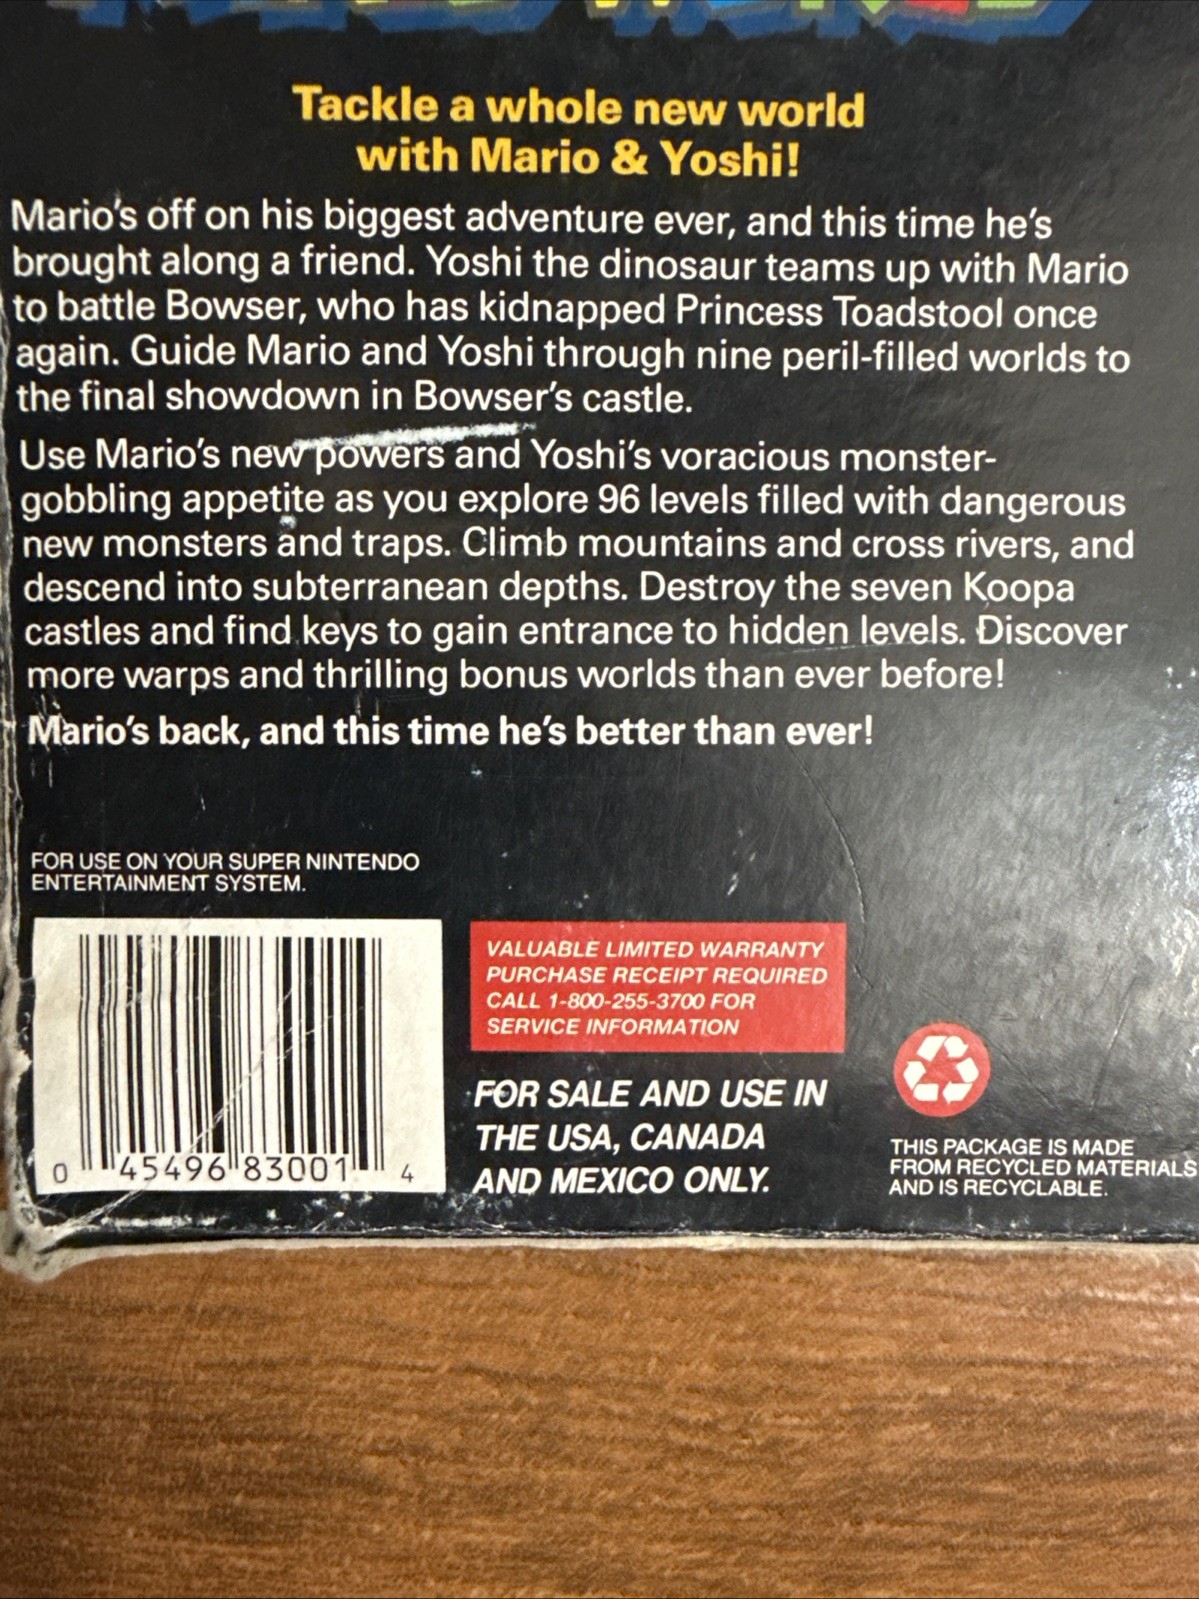 Tackle a whole new world
with Mario & Yoshi!
Mario's off on his biggest adventure ever, and this time he's
brought along a friend. Yoshi the dinosaur teams up with Mario
to battle Bowser, who has kidnapped Princess Toadstool once
again. Guide Mario and Yoshi through nine peril-filled worlds to
the final showdown in Bowser's castle.
Use Mario's new powers and Yoshi's voracious monster-
gobbling appetite as you explore 96 levels filled with dangerous
new monsters and traps. Climb mountains and cross rivers, and
descend into subterranean depths. Destroy the seven Koopa
castles and find keys to gain entrance to hidden levels. Discover
more warps and thrilling bonus worlds than ever before!
Mario's back, and this time he's better than ever!
FOR USE ON YOUR SUPER NINTENDO
ENTERTAINMENT SYSTEM.
0 45496 83001 4
VALUABLE LIMITED WARRANTY
PURCHASE RECEIPT REQUIRED
CALL 1-800-255-3700 FOR
SERVICE INFORMATION
FOR SALE AND USE IN
THE USA, CANADA
AND MEXICO ONLY.
THIS PACKAGE IS MADE
FROM RECYCLED MATERIALS
AND IS RECYCLABLE.